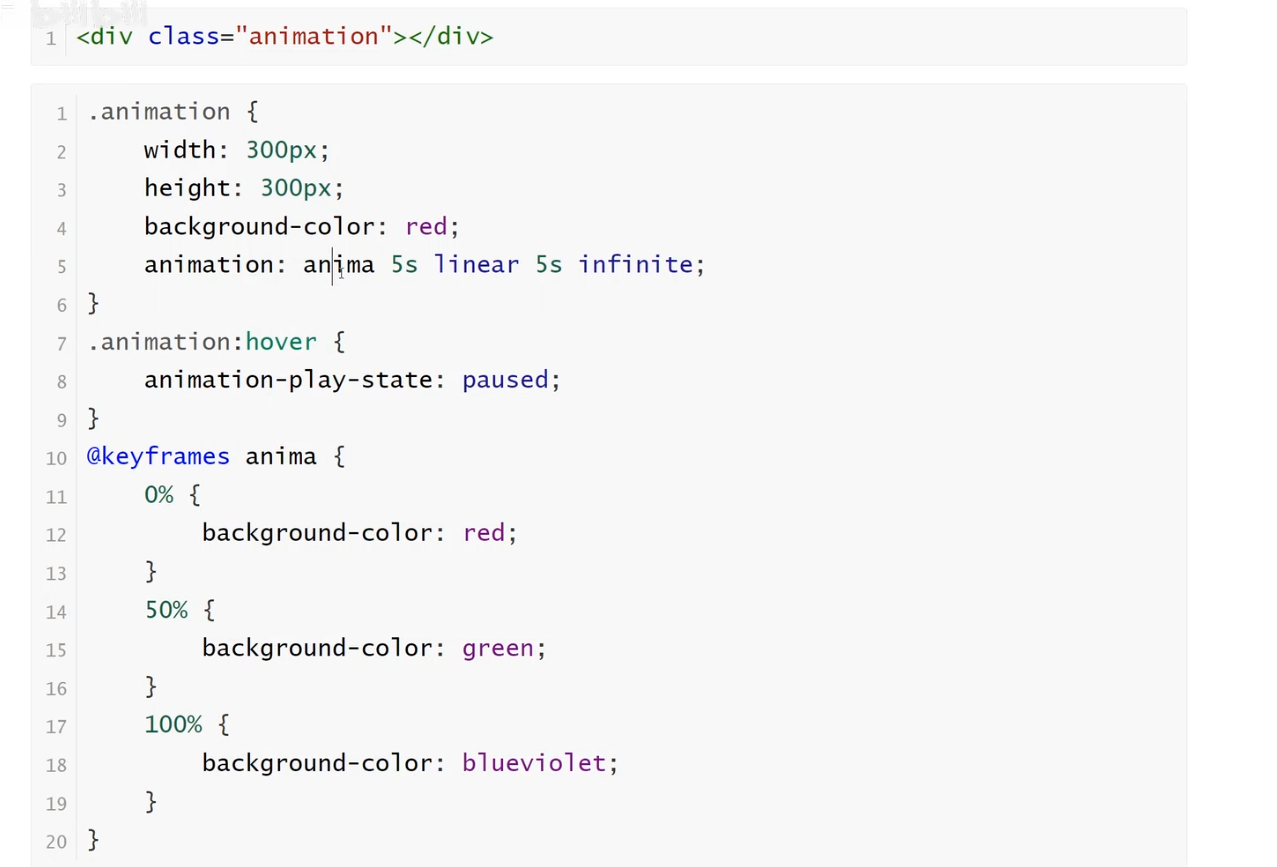 1 <div class="animation"></div>
1 .animation {
2 width: 300px;
3 height: 300px;
4 background-color: red;
5 animation: anima 5s linear 5s infinite;
6 }
7 .animation:hover {
8 animation-play-state: paused;
9 }
10 @keyframes anima {
11 0% {
12 background-color: red;
13 }
14 50% {
15 background-color: green;
16 }
17 100% {
18 background-color: blueviolet;
19 }
20 }